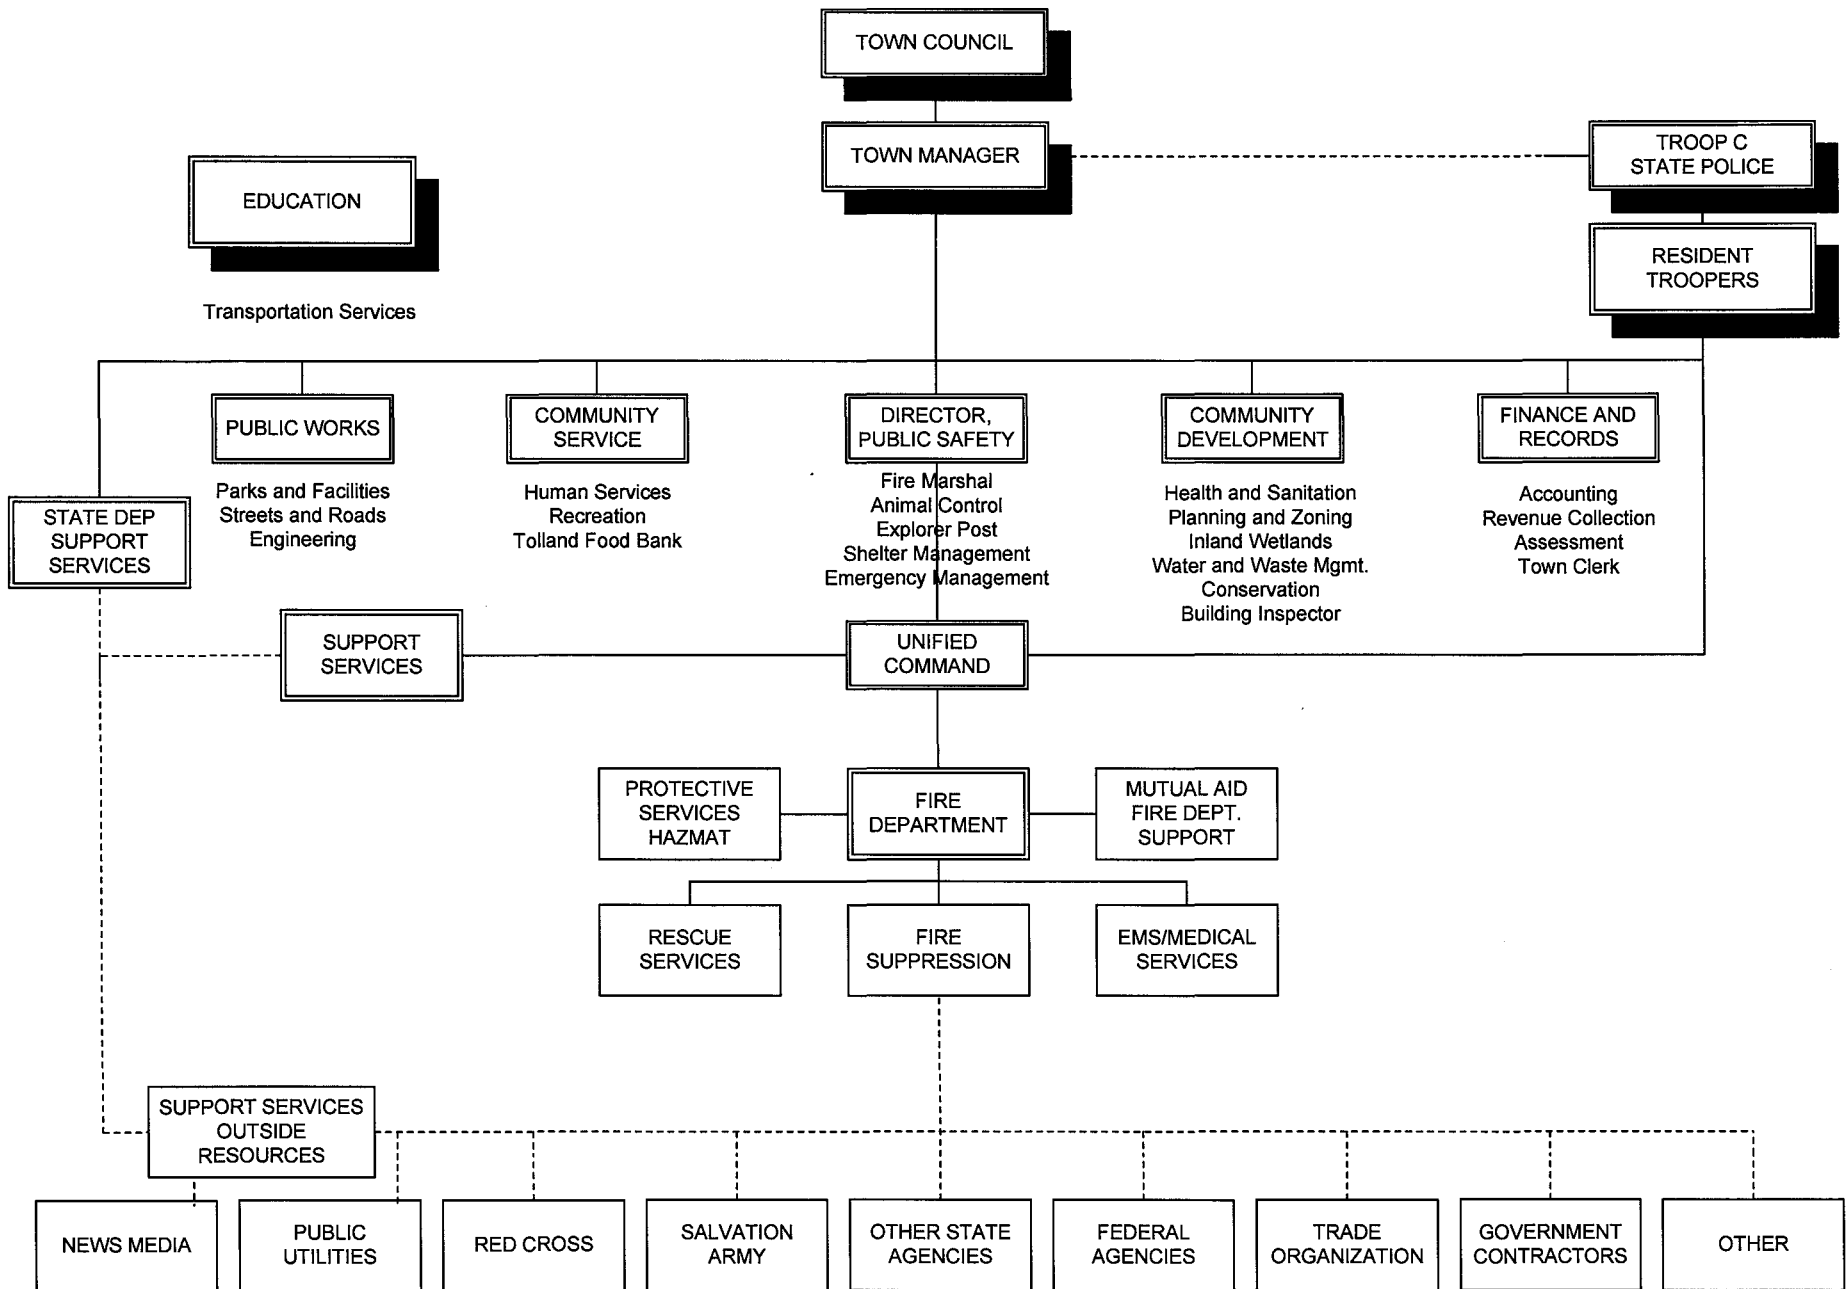 TOWN COUNCIL
TOWN MANAGER
TROOP C
STATE POLICE
EDUCATION
RESIDENT
TROOPERS
Transportation Services
PUBLIC WORKS
Parks and Facilities
Streets and Roads
Engineering
COMMUNITY
SERVICE
Human Services
Recreation
Tolland Food Bank
DIRECTOR,
PUBLIC SAFETY
Fire Marshal
Animal Control
Explorer Post
Shelter Management
Emergency Management
COMMUNITY
DEVELOPMENT
Health and Sanitation
Planning and Zoning
Inland Wetlands
Water and Waste Mgmt.
Conservation
Building Inspector
FINANCE AND
RECORDS
Accounting
Revenue Collection
Assessment
Town Clerk
STATE DEP
SUPPORT
SERVICES
SUPPORT
SERVICES
UNIFIED
COMMAND
PROTECTIVE
SERVICES
HAZMAT
FIRE
DEPARTMENT
MUTUAL AID
FIRE DEPT.
SUPPORT
RESCUE
SERVICES
FIRE
SUPPRESSION
EMS/MEDICAL
SERVICES
SUPPORT SERVICES
OUTSIDE
RESOURCES
NEWS MEDIA
PUBLIC
UTILITIES
RED CROSS
SALVATION
ARMY
OTHER STATE
AGENCIES
FEDERAL
AGENCIES
TRADE
ORGANIZATION
GOVERNMENT
CONTRACTORS
OTHER